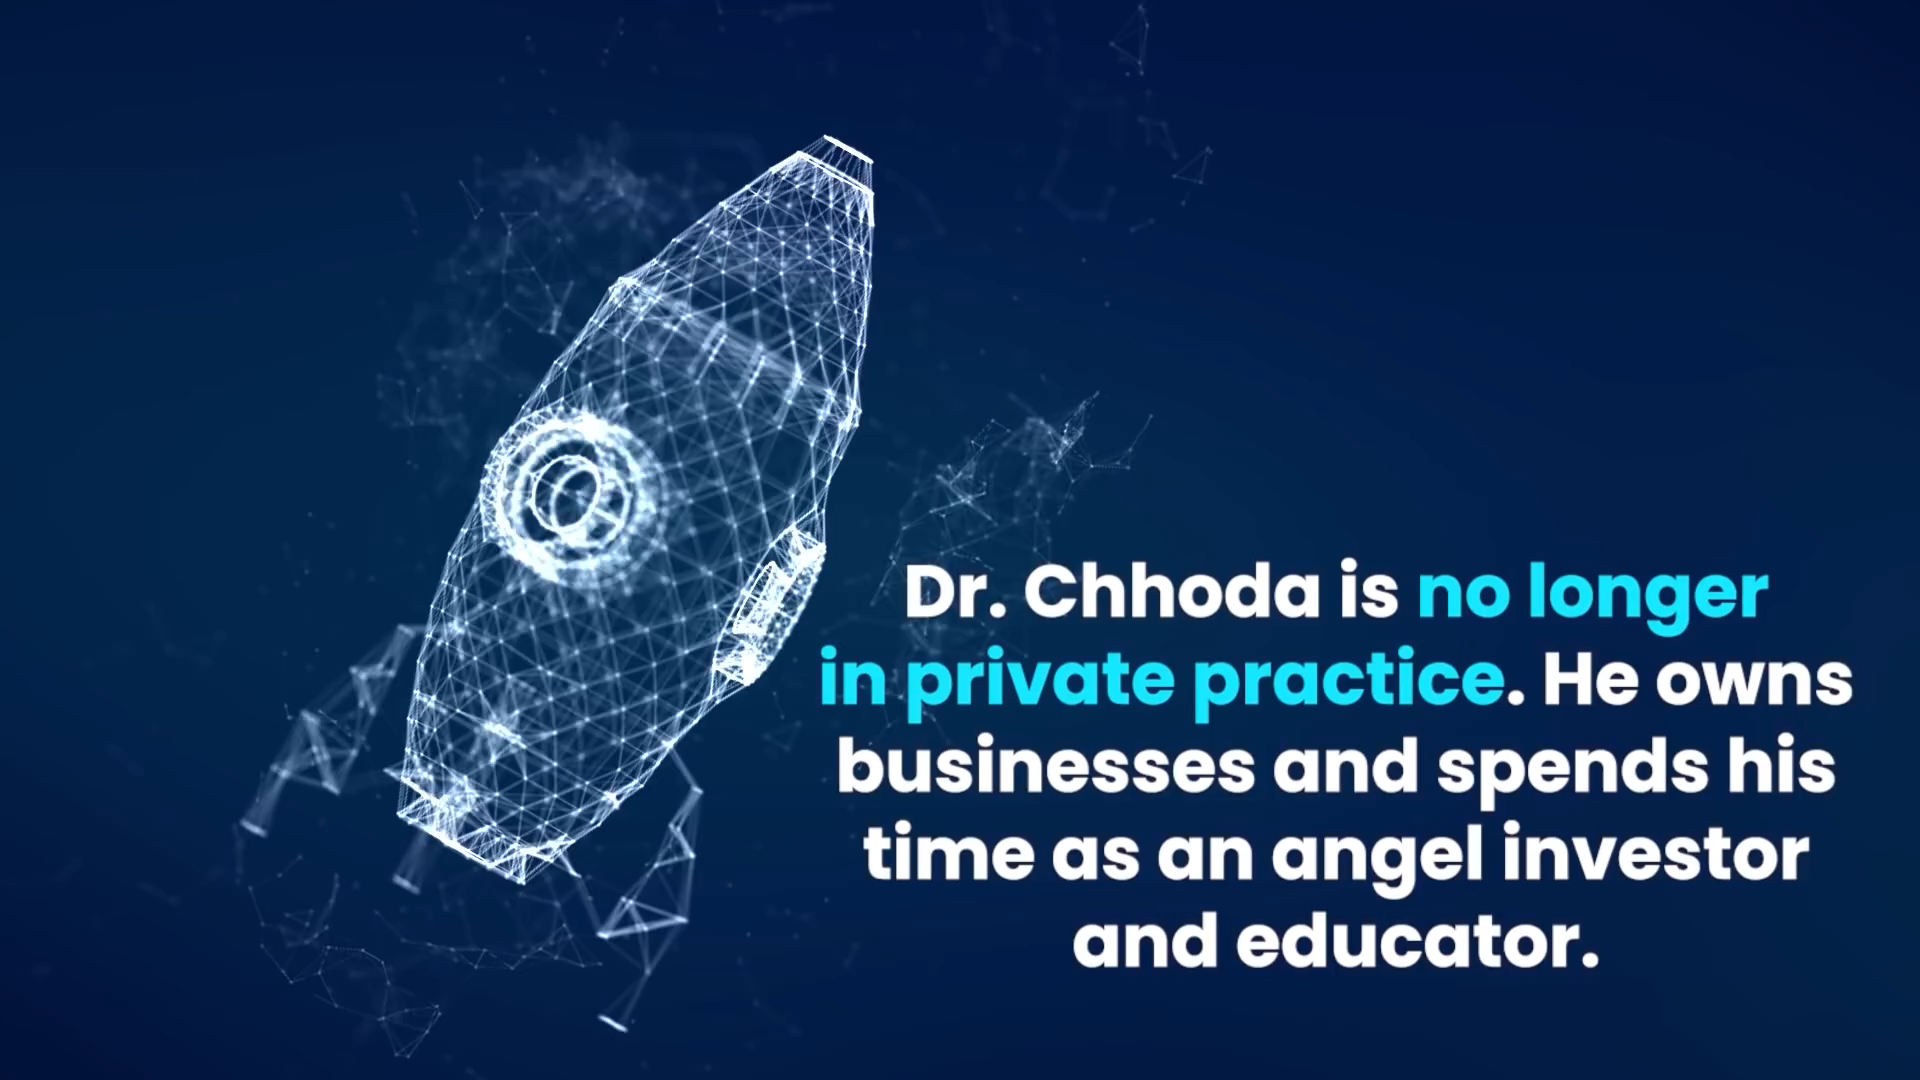 Dr. Chhoda is no longer
in private practice. He owns
businesses and spends his
time as an angel investor
and educator.